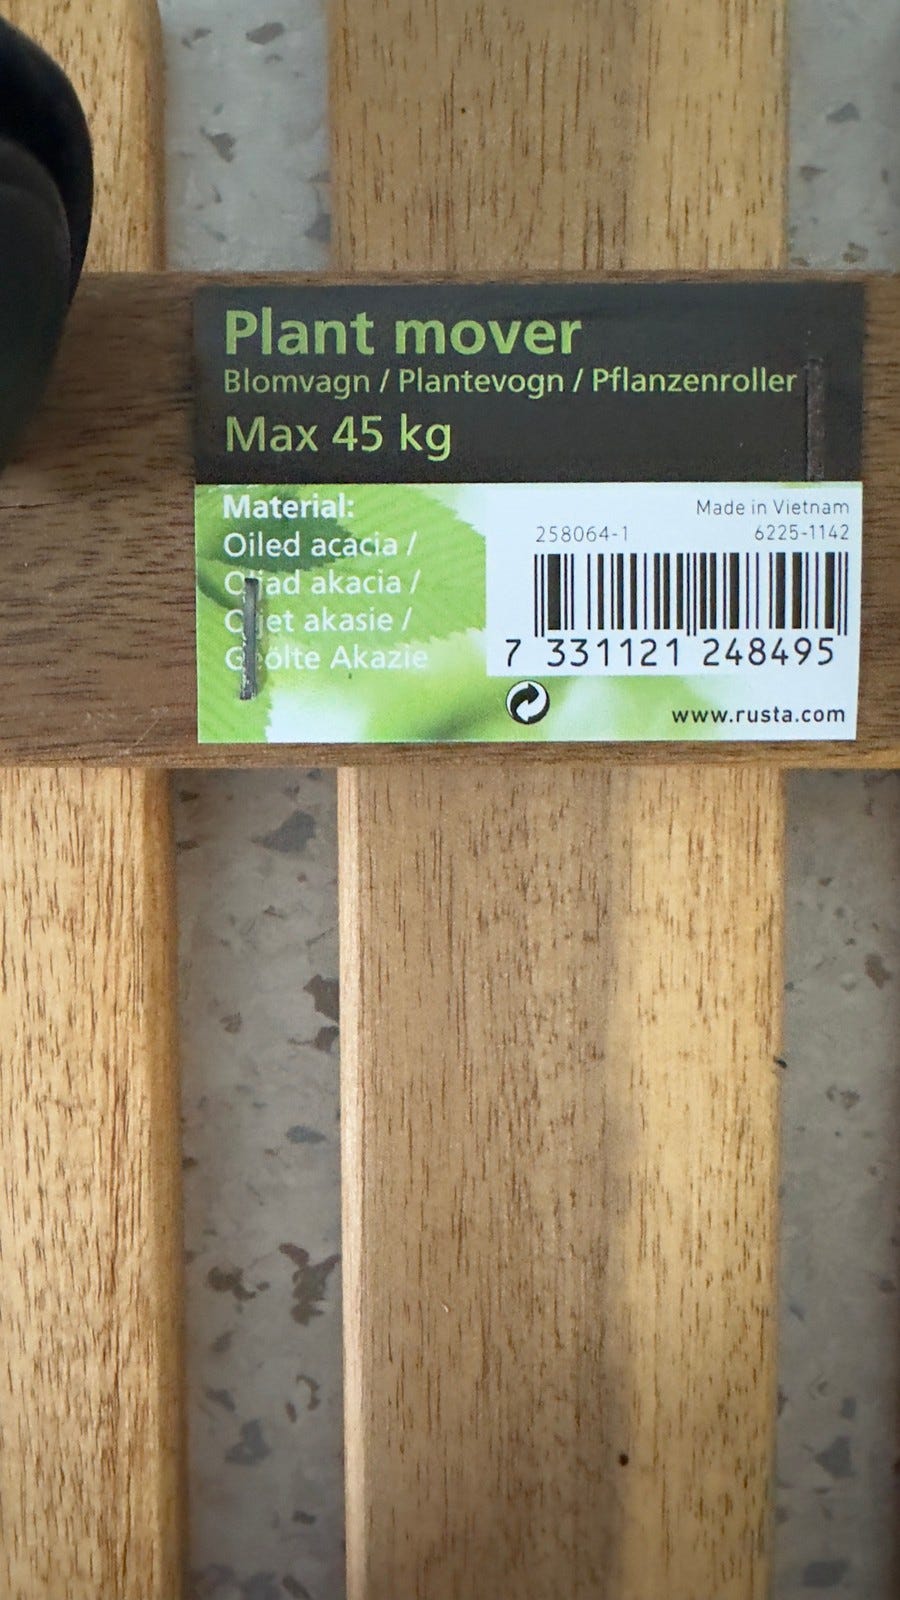 Plant mover
Blomvagn / Plantevogn / Pflanzenroller
Max 45 kg
Material:
Oiled acacia /
akacia /
akasie /
Geölte Akazie
Made in Vietnam
258064-1 6225-1142
7 331121 248495
www.rusta.com